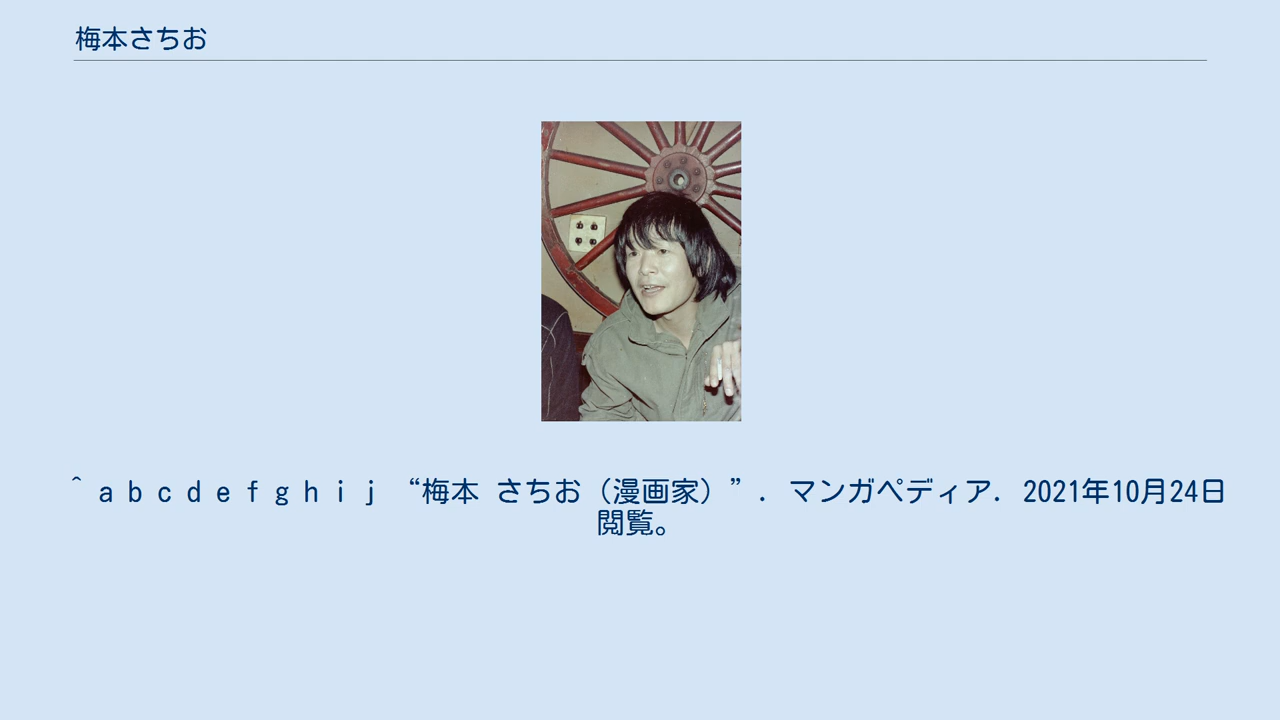 梅本さちお
^ a b c d e f g h i j “梅本 さちお（漫画家）”. マンガペディア. 2021年10月24日
閲覧。